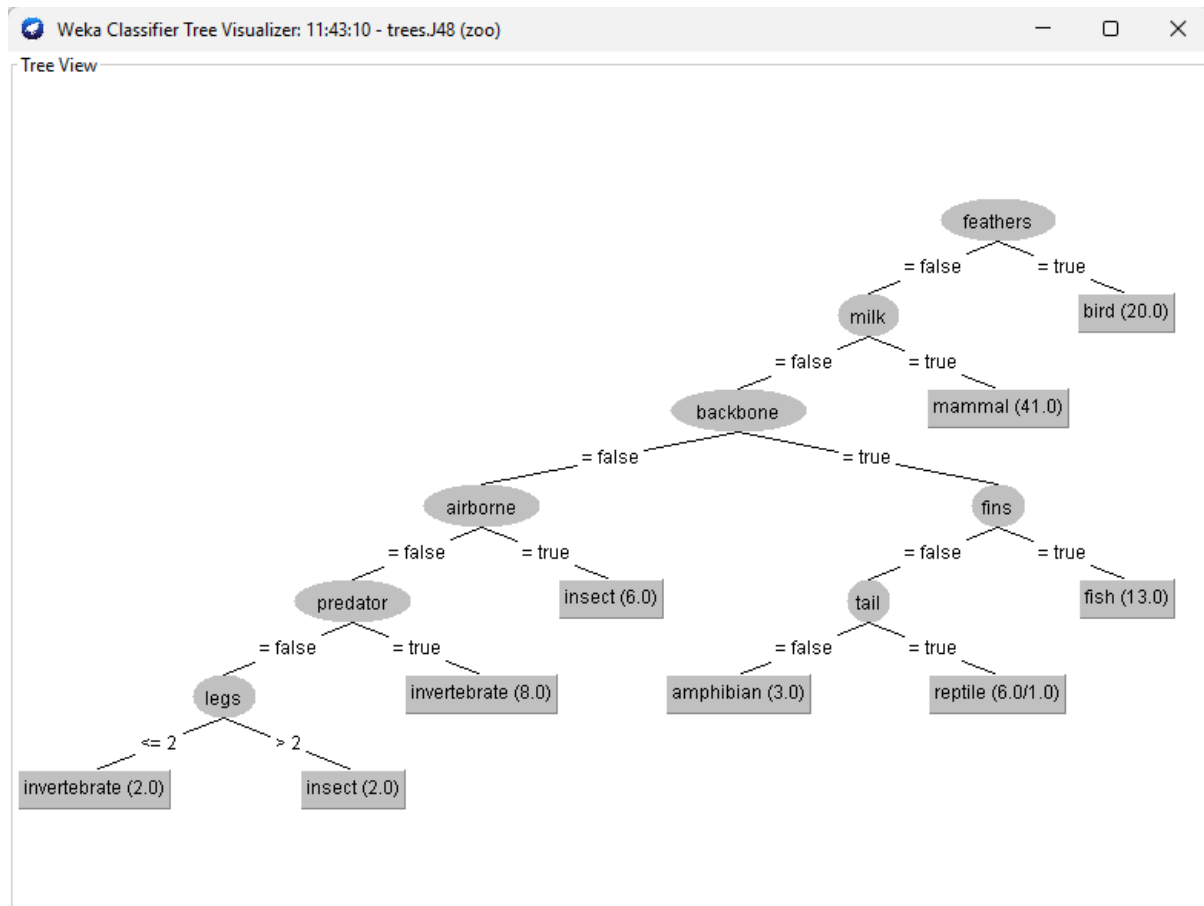 Weka Classifier Tree Visualizer: 11:43:10 - trees.J48 (zoo)
Tree View
feathers
= false
= true
milk
bird (20.0)
= false
= true
backbone
mammal (41.0)
= false
= true
airborne
fins
= false
= true
= false
= true
predator
insect (6.0)
tail
fish (13.0)
= false
= true
= false
= true
legs
invertebrate (8.0)
amphibian (3.0)
reptile (6.0/1.0)
<= 2
> 2
invertebrate (2.0)
insect (2.0)